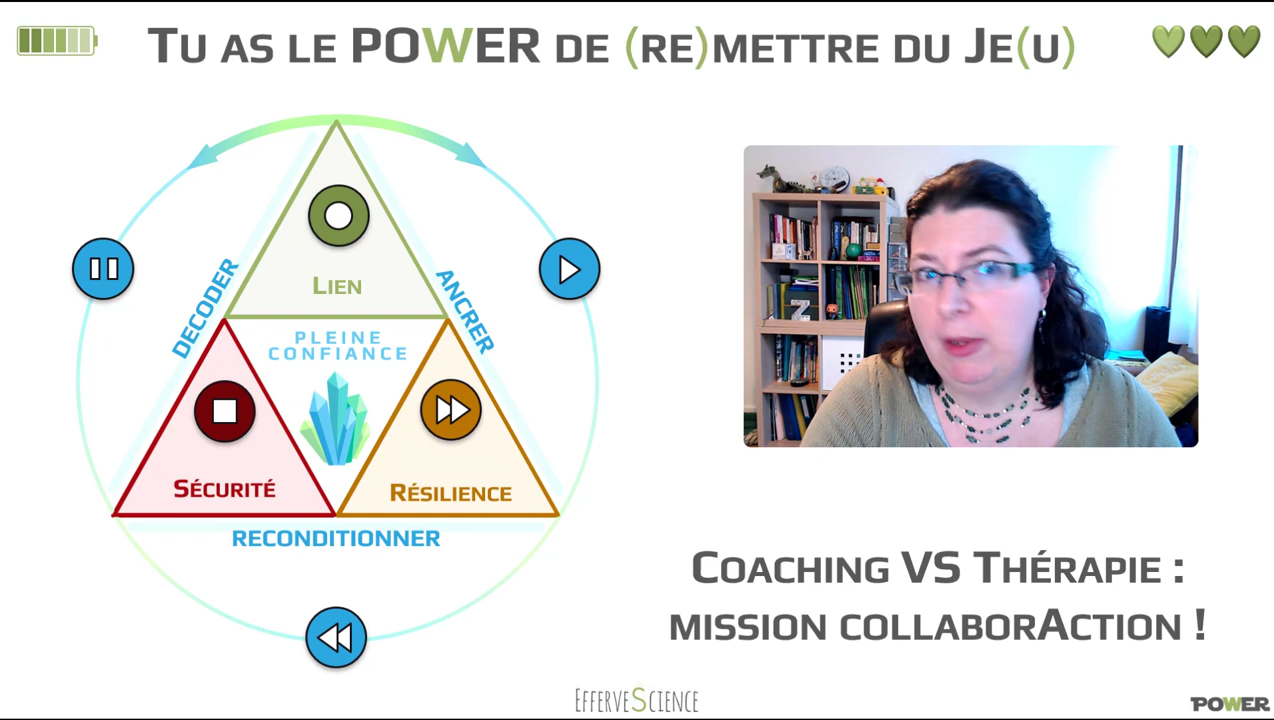 TU AS LE POWER DE (RE)METTRE DU JE(U)
LIEN
DECODER
ANCRER
PLEINE
CONFIANCE
SÉCURITÉ
RÉSILIENCE
RECONDITIONNER
COACHING VS THÉRAPIE :
MISSION COLLABORACTION !
EFFERVESCIENCE
POWER